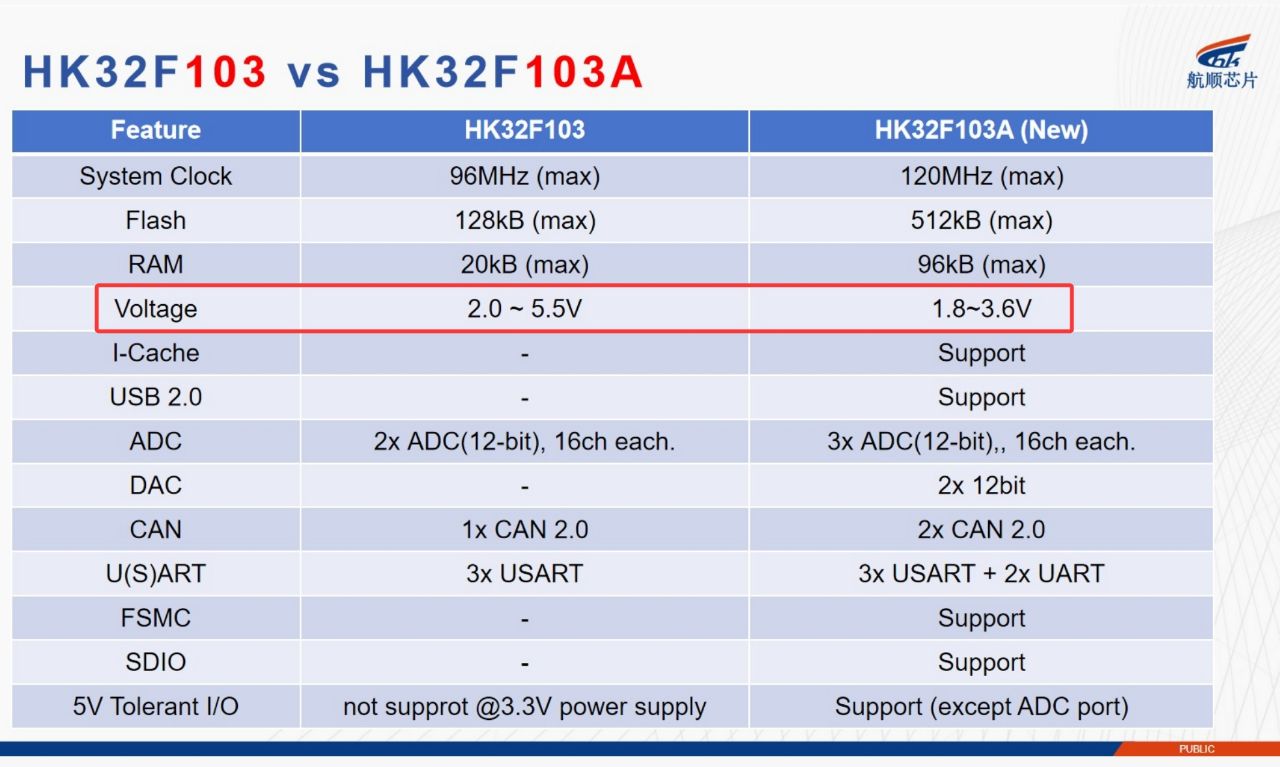 HK32F103 vs HK32F103A
hk
航顺芯片
Feature HK32F103 HK32F103A (New)
System Clock 96MHz (max) 120MHz (max)
Flash 128kB (max) 512kB (max)
RAM 20kB (max) 96kB (max)
Voltage 2.0 ~ 5.5V 1.8~3.6V
I-Cache - Support
USB 2.0 - Support
ADC 2x ADC(12-bit), 16ch each. 3x ADC(12-bit),, 16ch each.
DAC - 2x 12bit
CAN 1x CAN 2.0 2x CAN 2.0
U(S)ART 3x USART 3x USART + 2x UART
FSMC - Support
SDIO - Support
5V Tolerant I/O not supprot @3.3V power supply Support (except ADC port)
PUBLIC